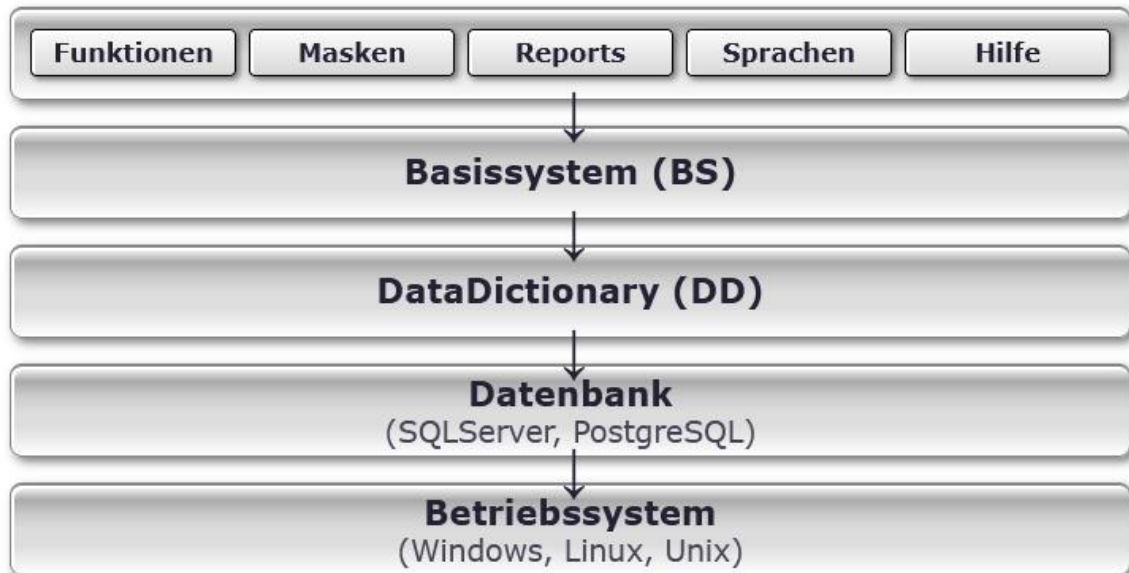 Funktionen Masken Reports Sprachen Hilfe
Basissystem (BS)
DataDictionary (DD)
Datenbank
(SQLServer, PostgreSQL)
Betriebssystem
(Windows, Linux, Unix)